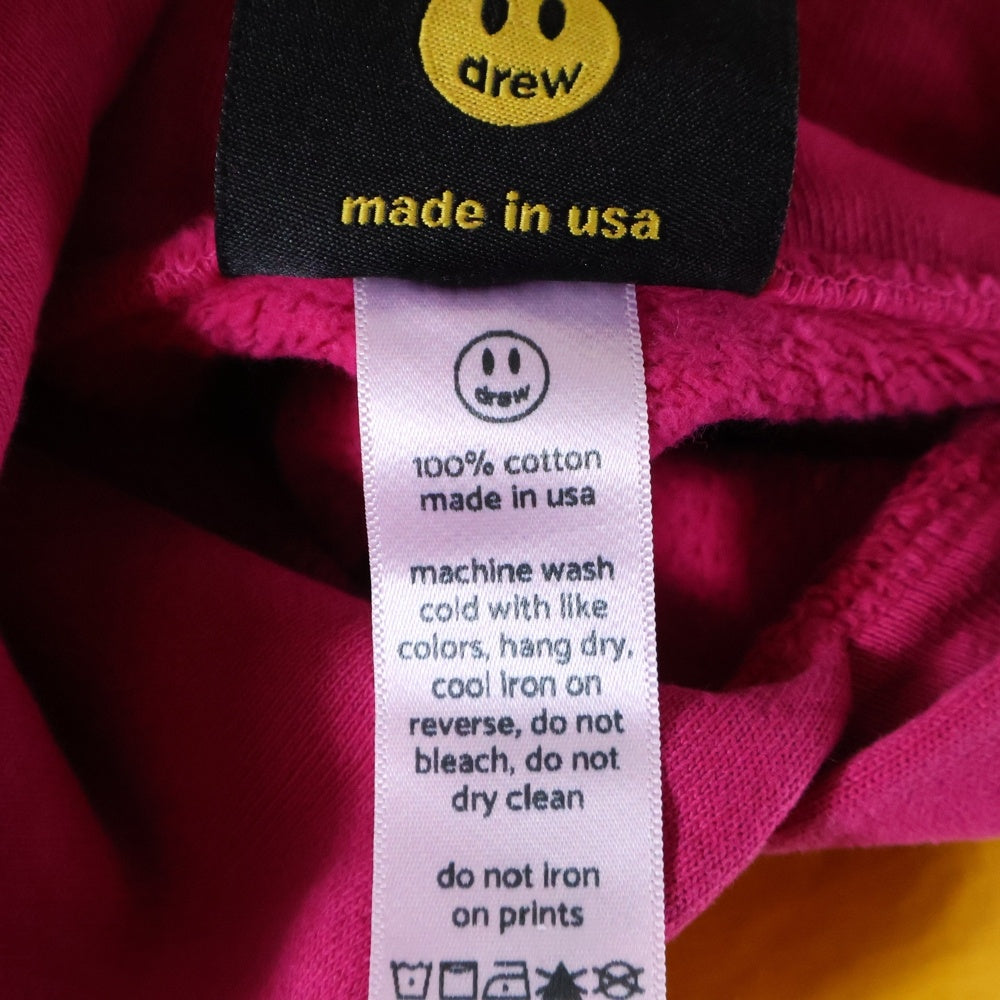 drew
made in usa
drew
100% cotton
made in usa
machine wash
cold with like
colors, hang dry,
cool iron on
reverse, do not
bleach, do not
dry clean
do not iron
on prints